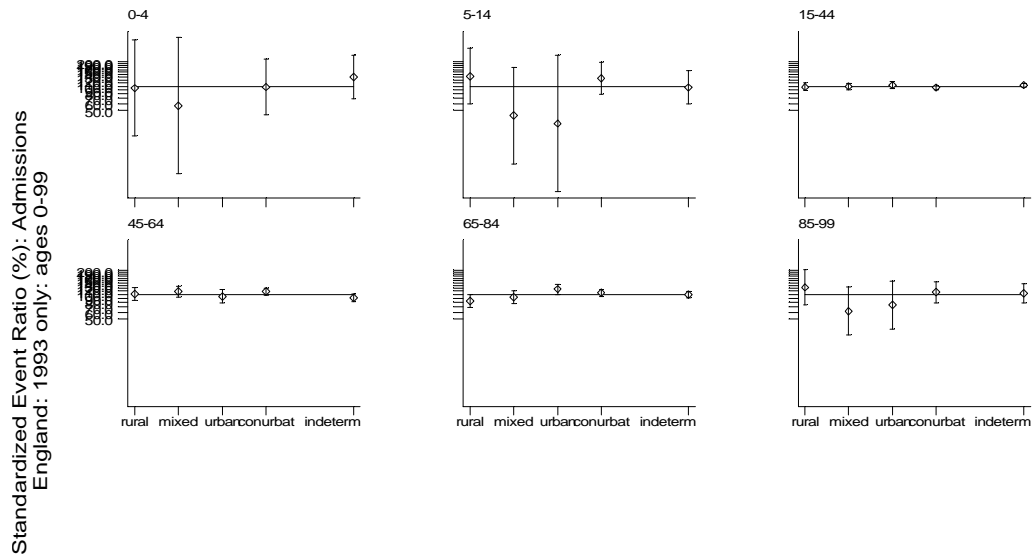 0-4
5-14
15-44
200.0
50.0
Standardized Event Ratio (%): Admissions
England: 1993 only: ages 0-99
45-64
65-84
85-99
200.0
50.0
rural mixed urban conurbat indeterm
rural mixed urban conurbat indeterm
rural mixed urban conurbat indeterm